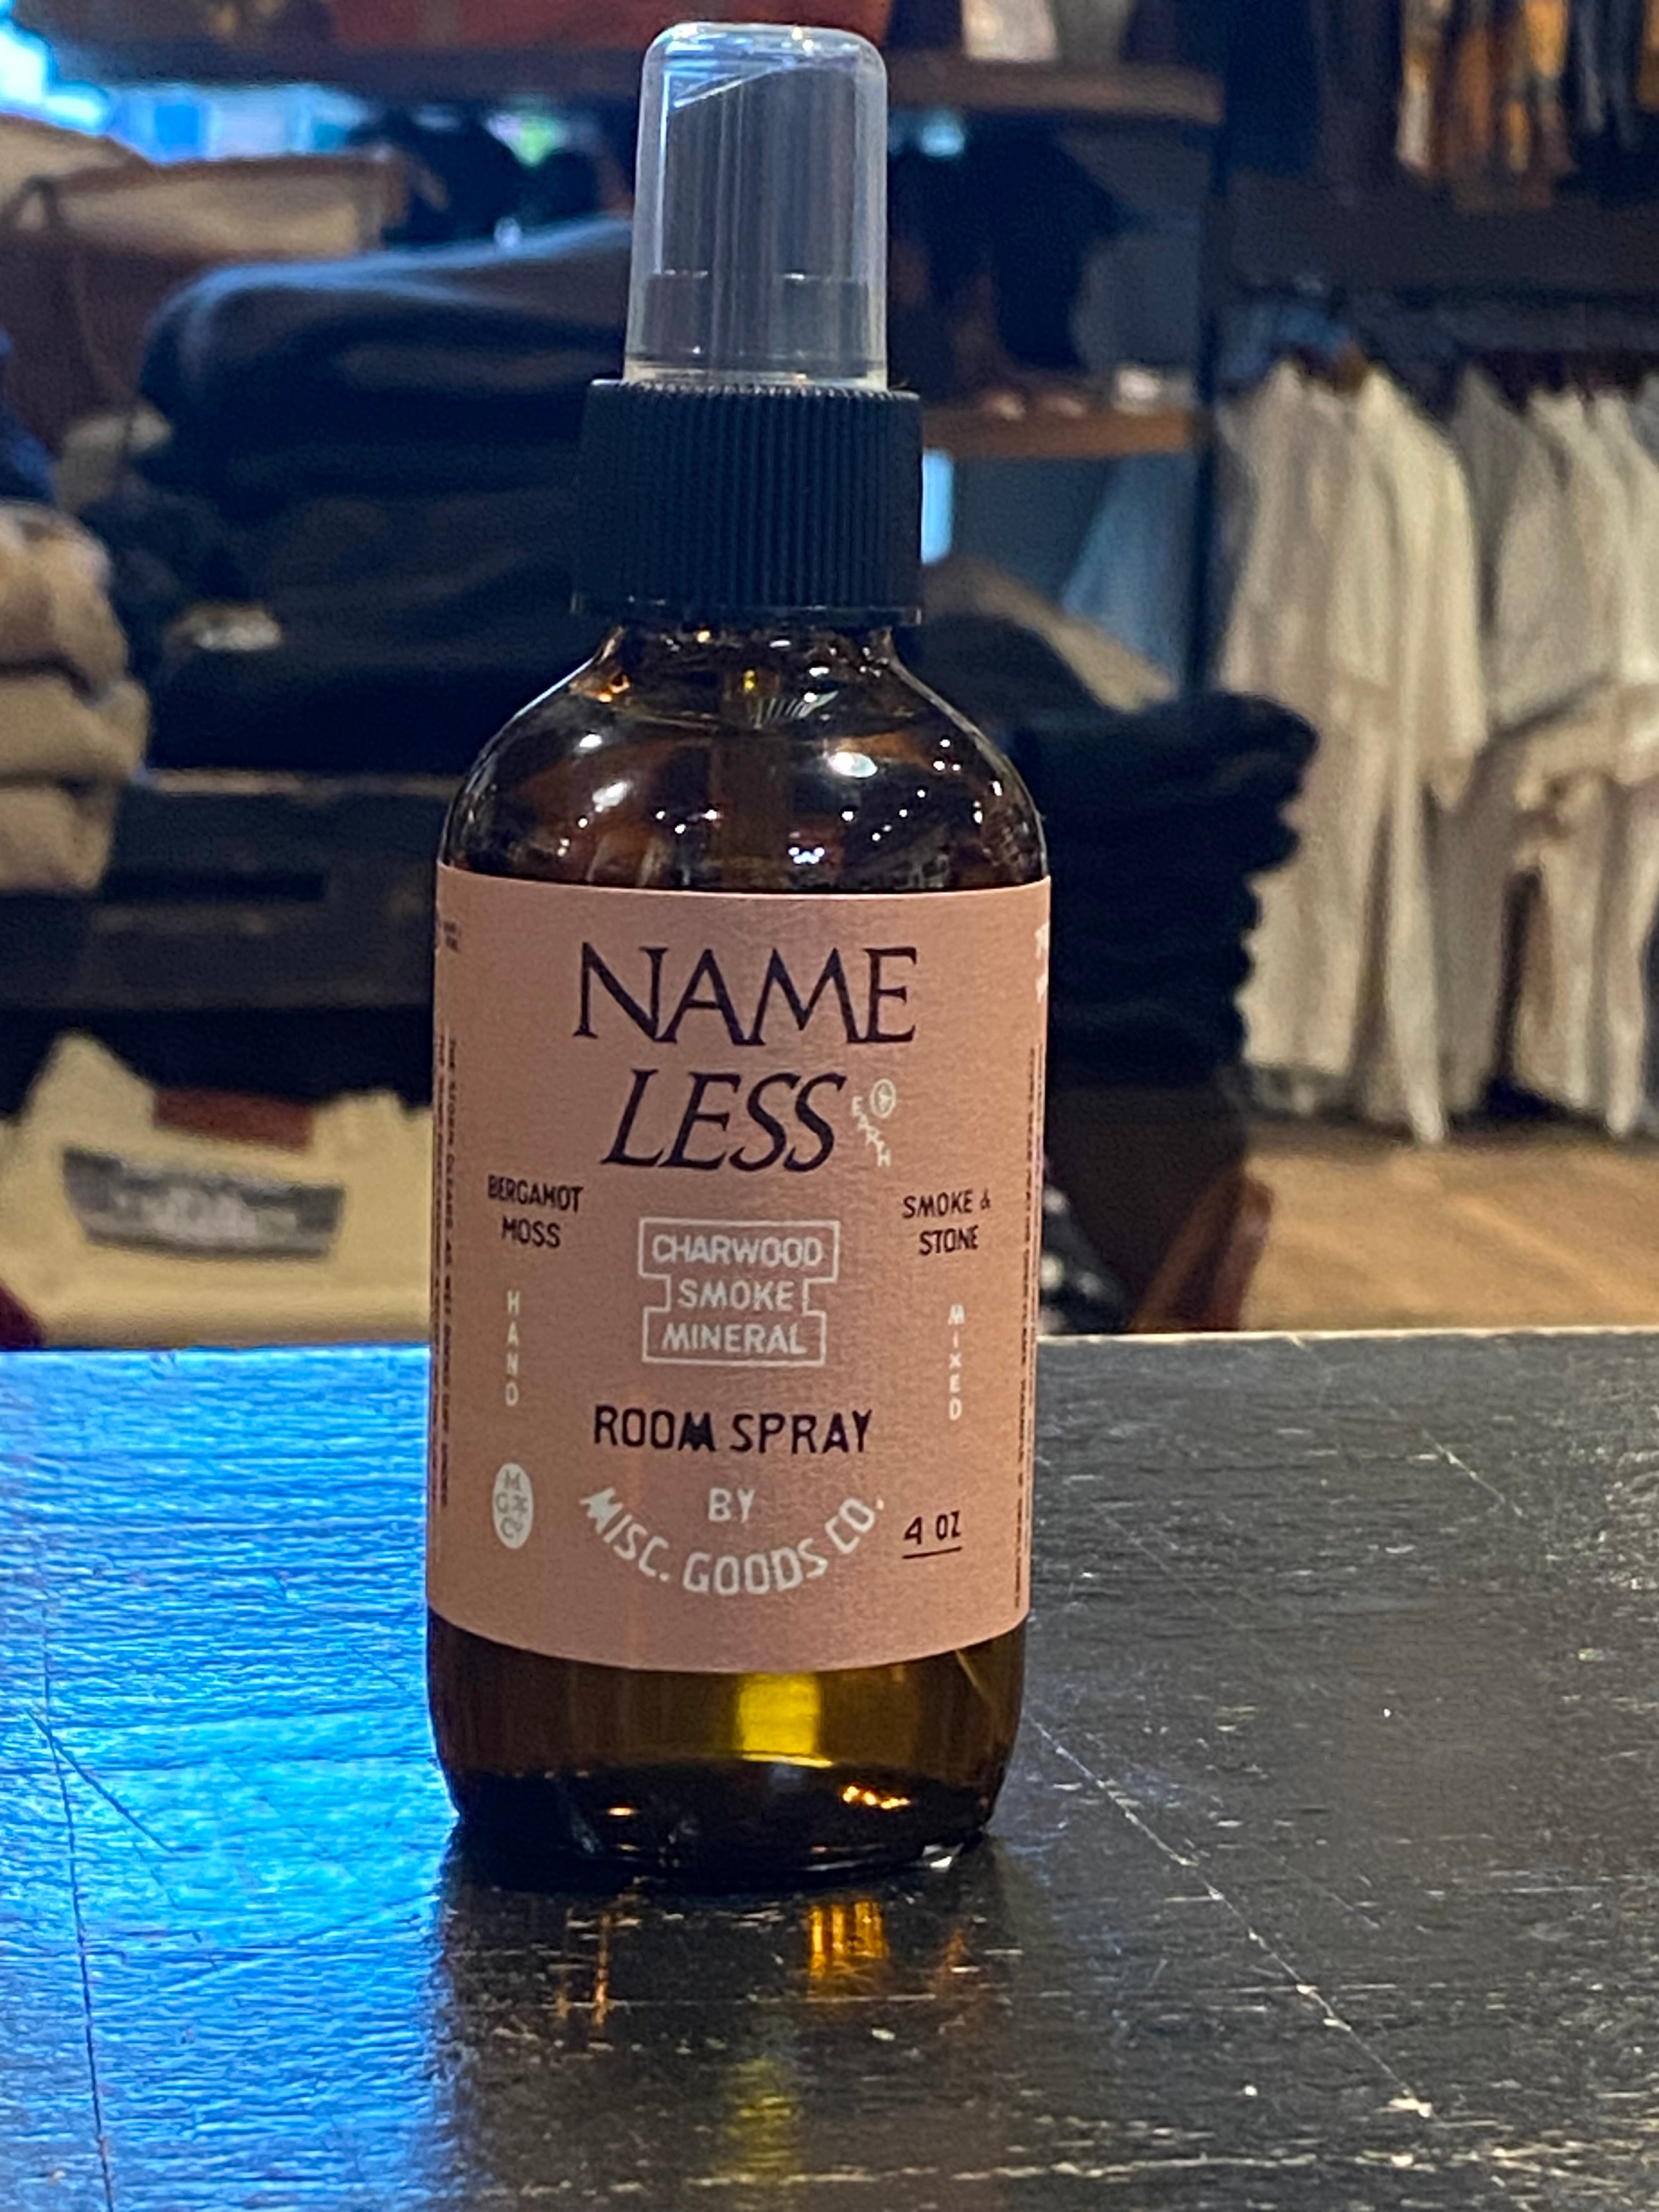 NAME
LESS
& EARTH
BERGAMOT
MOSS
SMOKE &
STONE
CHARWOOD
SMOKE
MINERAL
HAND
MIXED
ROOM SPRAY
BY
MISC. GOODS CO.
4 OZ